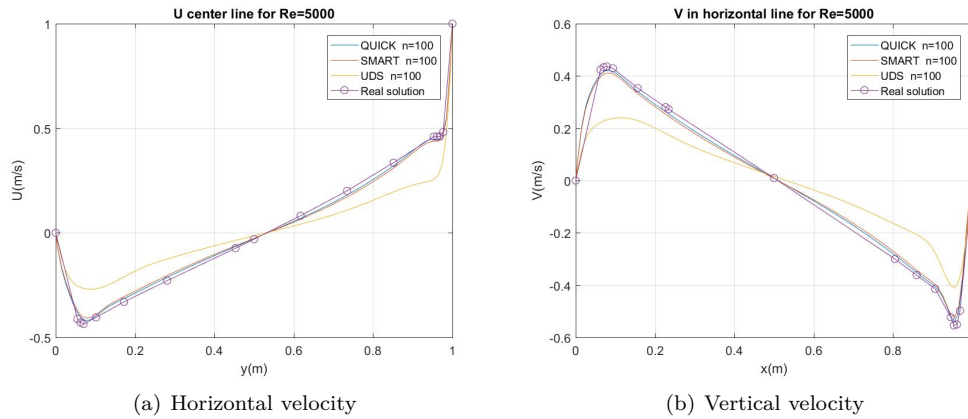 U center line for Re=5000
QUICK n=100
SMART n=100
UDS n=100
Real solution
U(m/s)
1
0.5
0
-0.5
0
0.2
0.4
0.6
0.8
1
y(m)
(a) Horizontal velocity
V in horizontal line for Re=5000
QUICK n=100
SMART n=100
UDS n=100
Real solution
V(m/s)
0.6
0.4
0.2
0
-0.2
-0.4
-0.6
0
0.2
0.4
0.6
0.8
x(m)
(b) Vertical velocity